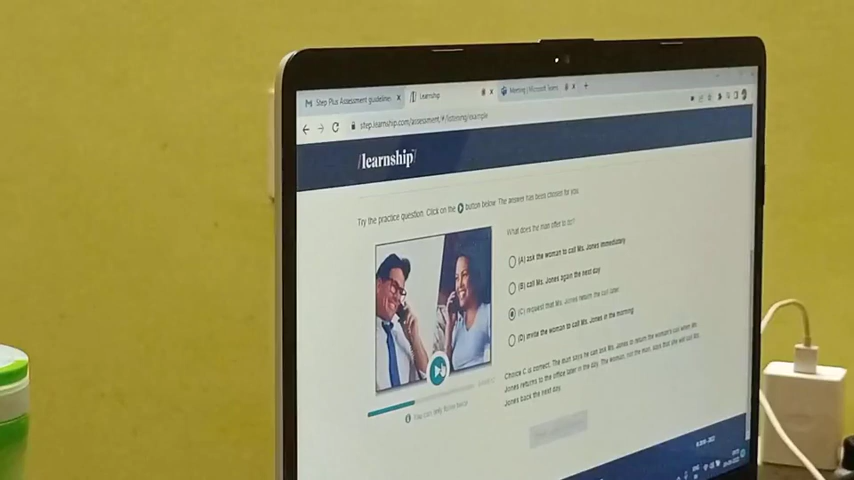 Step Plus Assessment guideline
Learnship
Meeting | Microsoft Teams
step.learnship.com/assessment/#/listening/example
/learnship/
Try the practice question. Click on the button below. The answer has been chosen for you.
What does the man offer to do?
(A) ask the woman to call Ms. Jones immediately
(B) call Ms. Jones again the next day
(C) request that Ms. Jones return the call later
(D) invite the woman to call Ms. Jones in the morning
Choice C is correct. The man says he can ask Ms. Jones to return the woman's call when Ms.
Jones returns to the office later in the day. The woman, not the man, says that she will call Ms.
Jones back the next day.
You can only listen twice